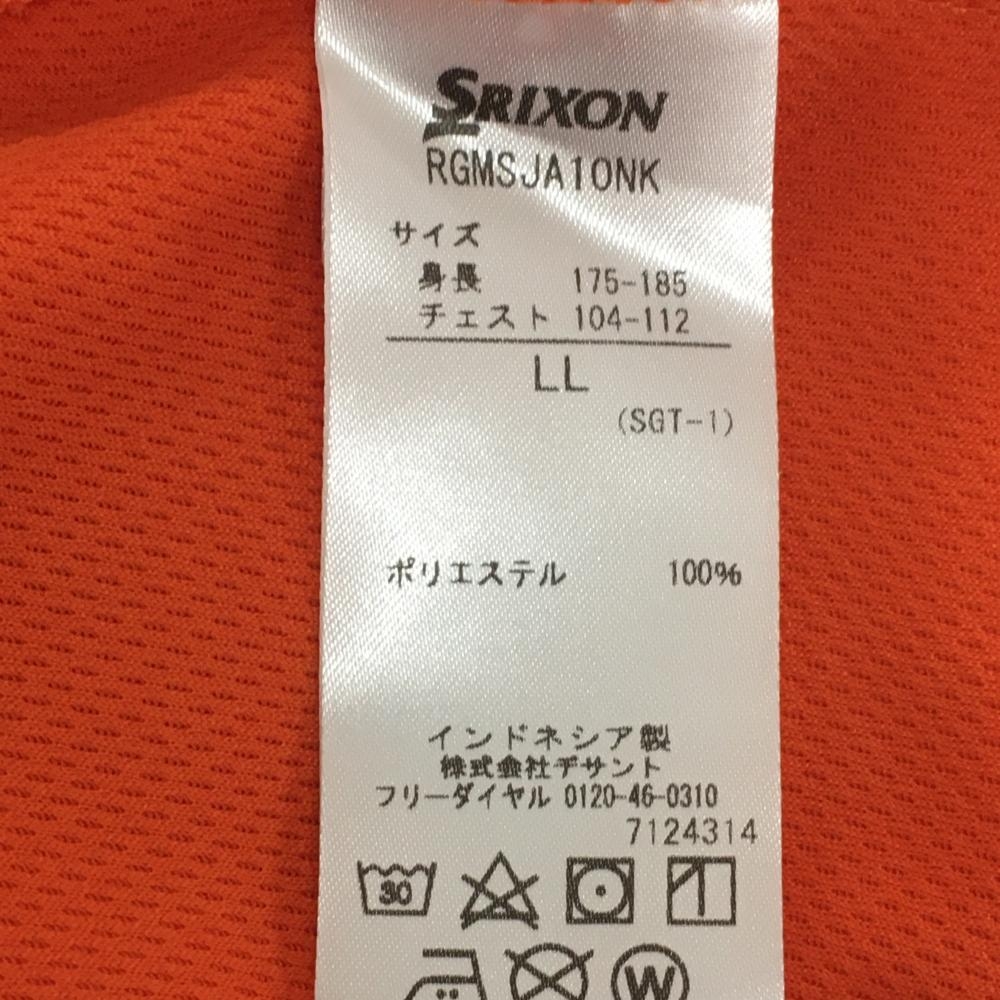 SRIXON
RGMSJA10NK
サイズ
身長 175-185
チェスト 104-112
LL
(SGT-1)
ポリエステル 100%
インドネシア製
株式会社デサント
フリーダイヤル 0120-46-0310
7124314
30
W